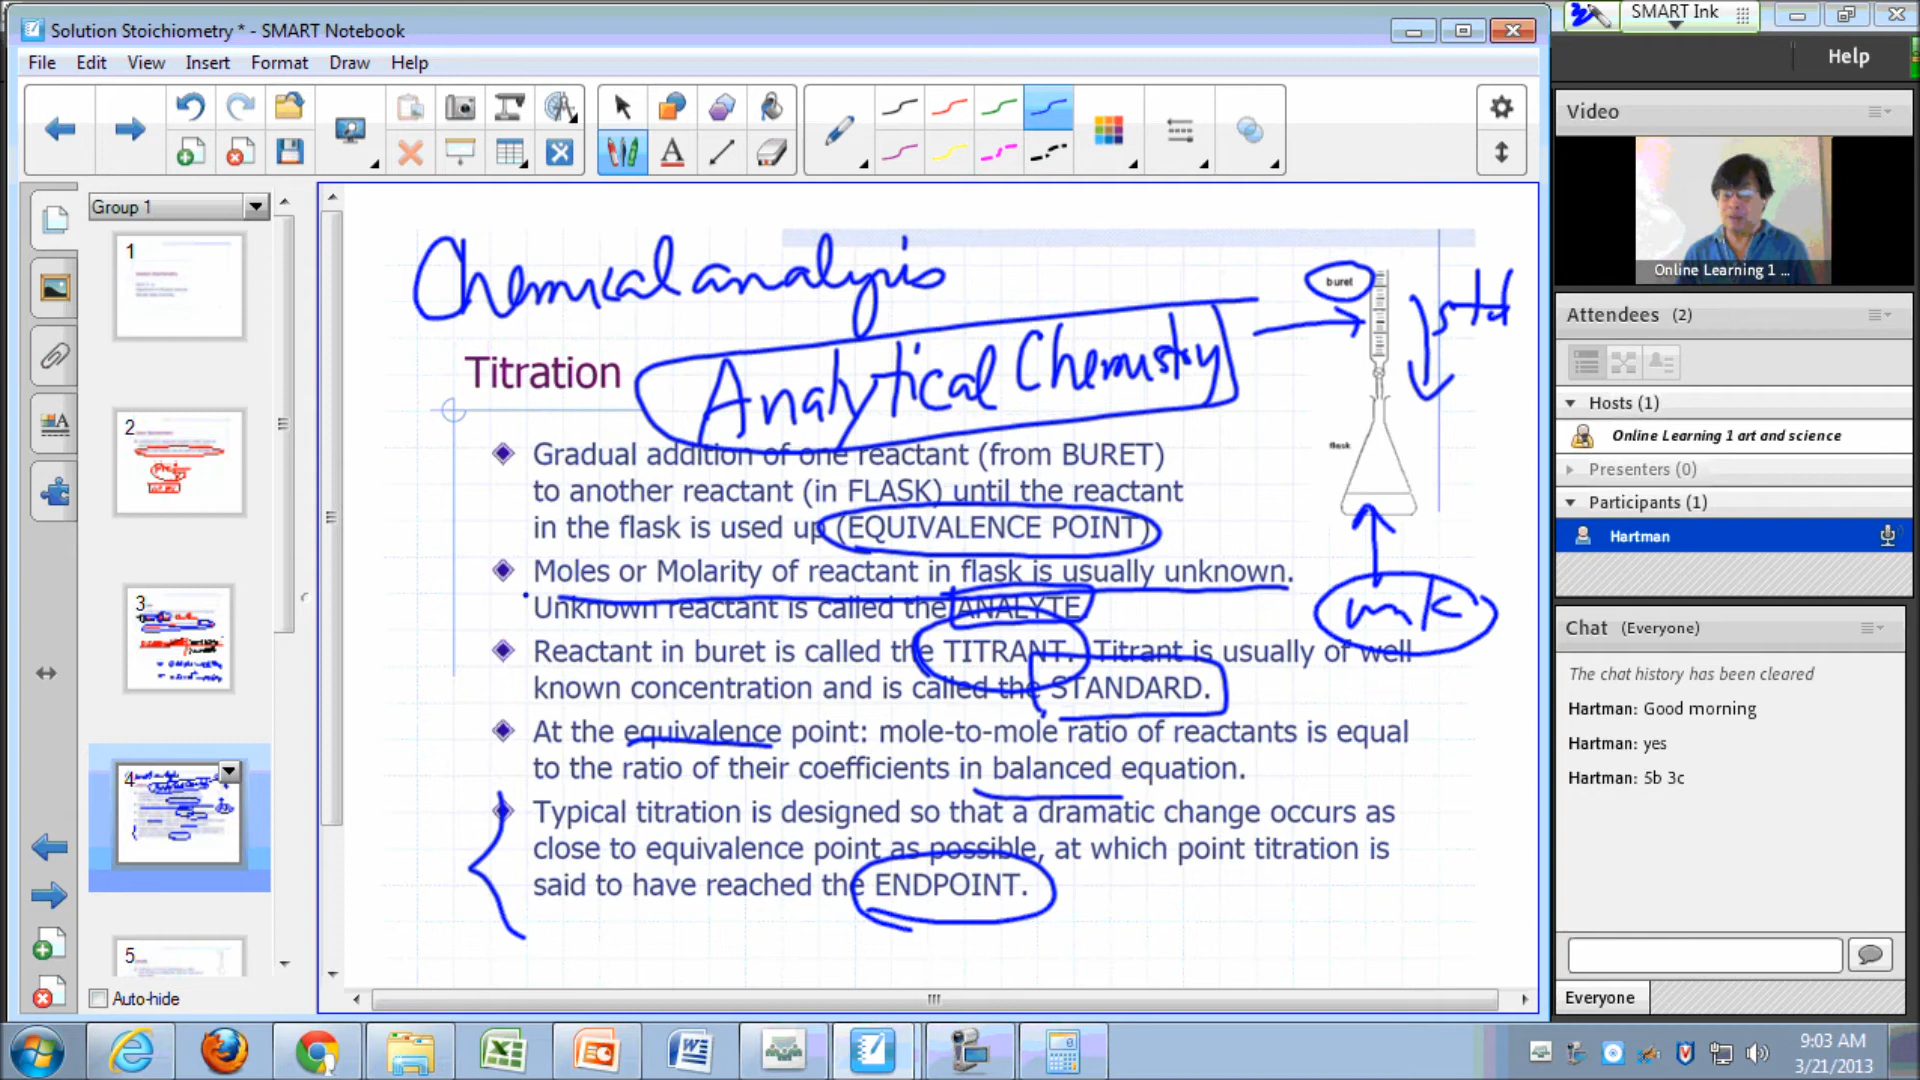 Solution Stoichiometry * - SMART Notebook
SMART Ink
File Edit View Insert Format Draw Help
Help
Group 1
1
2
3
4
5
Auto-hide
Chemical analysis
Titration
Analytical Chemistry
buret
std
flask
unk
Gradual addition of one reactant (from BURET)
to another reactant (in FLASK) until the reactant
in the flask is used up (EQUIVALENCE POINT)
Moles or Molarity of reactant in flask is usually unknown.
Unknown reactant is called the ANALYTE.
Reactant in buret is called the TITRANT. Titrant is usually of well
known concentration and is called the STANDARD.
At the equivalence point: mole-to-mole ratio of reactants is equal
to the ratio of their coefficients in balanced equation.
Typical titration is designed so that a dramatic change occurs as
close to equivalence point as possible, at which point titration is
said to have reached the ENDPOINT.
Video
Online Learning 1 ...
Attendees (2)
Hosts (1)
Online Learning 1 art and science
Presenters (0)
Participants (1)
Hartman
Chat (Everyone)
The chat history has been cleared
Hartman: Good morning
Hartman: yes
Hartman: 5b 3c
Everyone
9:03 AM
3/21/2013